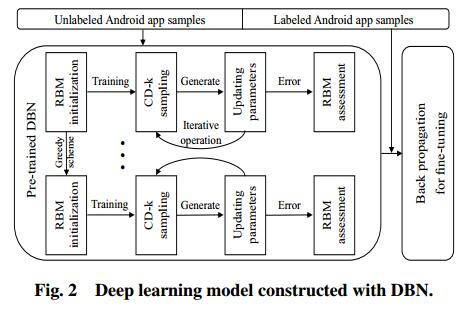 Unlabeled Android app samples
Labeled Android app samples
Pre-trained DBN
RBM
initialization
Training
CD-k
sampling
Generate
Updating
parameters
Error
RBM
assessment
Iterative
operation
Greedy
scheme
RBM
initialization
Training
CD-k
sampling
Generate
Updating
parameters
Error
RBM
assessment
Back propagation
for fine-tuning
Fig. 2 Deep learning model constructed with DBN.